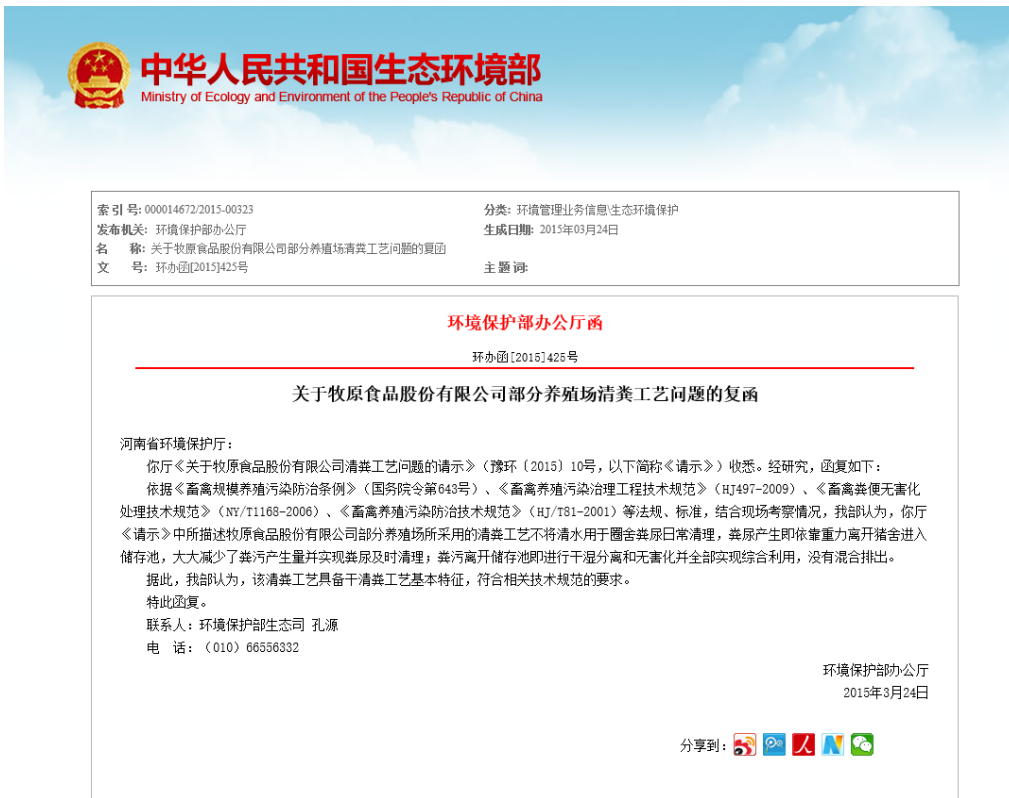 中华人民共和国生态环境部
Ministry of Ecology and Environment of the People's Republic of China
索 引 号: 000014672/2015-00323 分类: 环境管理业务信息\生态环境保护
发布机关: 环境保护部办公厅 生成日期: 2015年03月24日
名 称: 关于牧原食品股份有限公司部分养殖场清粪工艺问题的复函
文 号: 环办函[2015]425号 主 题 词:
环境保护部办公厅函
环办函[2015]425号
关于牧原食品股份有限公司部分养殖场清粪工艺问题的复函
河南省环境保护厅：
你厅《关于牧原食品股份有限公司清粪工艺问题的请示》（豫环〔2015〕10号，以下简称《请示》）收悉。经研究，函复如下：
依据《畜禽规模养殖污染防治条例》（国务院令第643号）、《畜禽养殖污染治理工程技术规范》（HJ497-2009）、《畜禽粪便无害化
处理技术规范》（NY/T1168-2006）、《畜禽养殖污染防治技术规范》（HJ/T81-2001）等法规、标准，结合现场考察情况，我部认为，你厅
《请示》中所描述牧原食品股份有限公司部分养殖场所采用的清粪工艺不将清水用于圈舍粪尿日常清理，粪尿产生即依靠重力离开猪舍进入
储存池，大大减少了粪污产生量并实现粪尿及时清理；粪污离开储存池即进行干湿分离和无害化并全部实现综合利用，没有混合排出。
据此，我部认为，该清粪工艺具备干清粪工艺基本特征，符合相关技术规范的要求。
特此函复。
联系人：环境保护部生态司 孔源
电 话：（010）66556332
环境保护部办公厅
2015年3月24日
分享到：